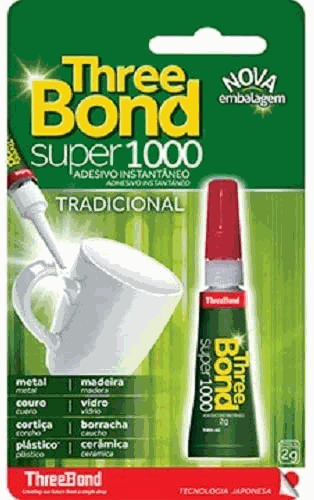 Three
Bond
super 1000
ADESIVO INSTANTÂNEO
ADHESIVO INSTANTÁNEO
TRADICIONAL
NOVA
embalagem
metal
metal
madeira
madera
couro
cuero
vidro
vidrio
cortiça
corcho
borracha
caucho
plástico*
plástico
cerâmica
cerámica
ThreeBond
Three
Bond
super 1000
2g
2g
ThreeBond
TECNOLOGIA JAPONESA